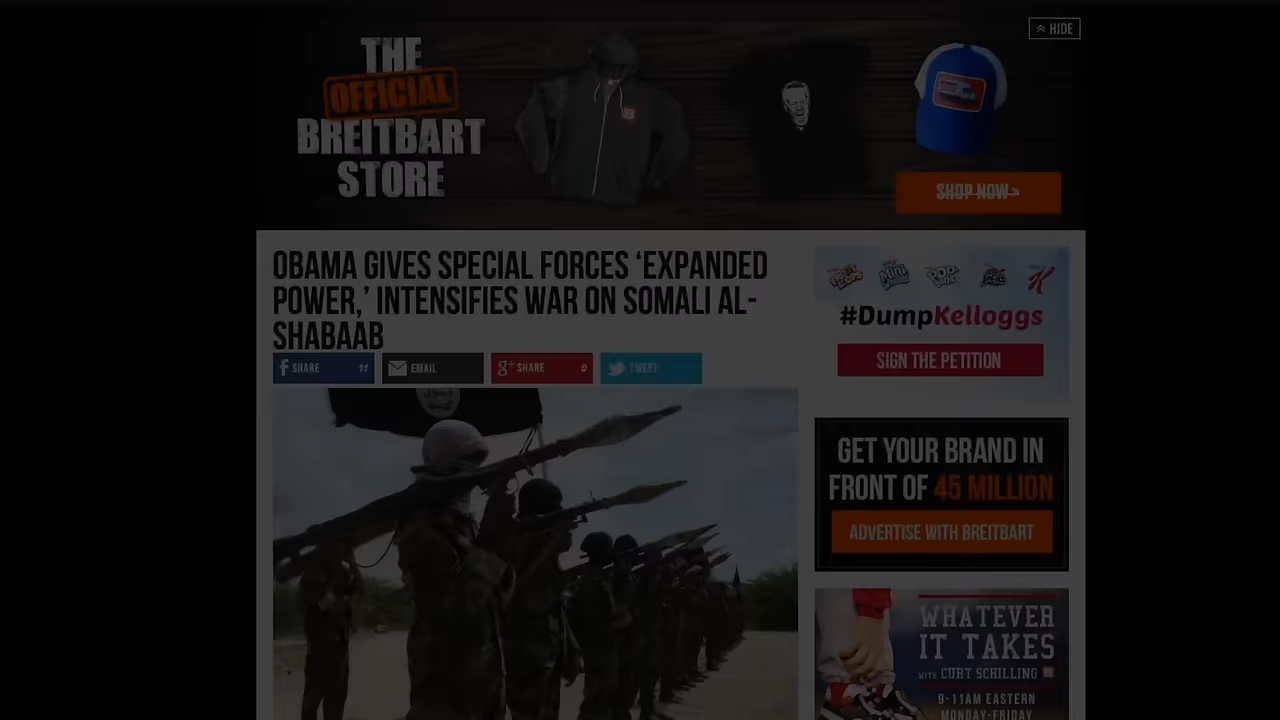 HIDE
THE
OFFICIAL
BREITBART
STORE
SHOP NOW >
OBAMA GIVES SPECIAL FORCES ‘EXPANDED
POWER,’ INTENSIFIES WAR ON SOMALI AL-
SHABAAB
SHARE 11
EMAIL
g+ SHARE 0
TWEET
#DumpKelloggs
SIGN THE PETITION
GET YOUR BRAND IN
FRONT OF 45 MILLION
ADVERTISE WITH BREITBART
WHATEVER
IT TAKES
WITH CURT SCHILLING
9-11AM EASTERN
MONDAY-FRIDAY